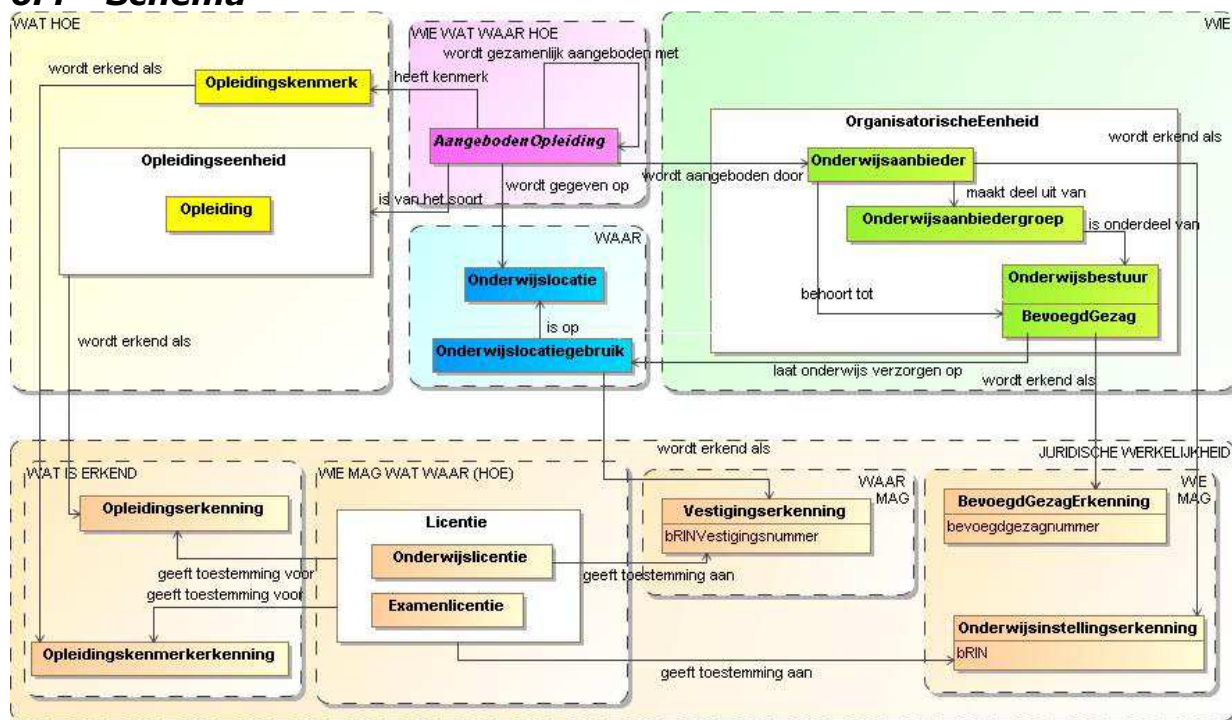 WAT HOE
WIE WAT WAAR HOE
WIE
wordt gezamenlijk aangeboden met
wordt erkend als
Opleidingskenmerk
heeft kenmerk
OrganisatorischeEenheid
AangebodenOpleiding
wordt erkend als
Opleidingseenheid
Onderwijsaanbieder
wordt aangeboden door
wordt gegeven op
maakt deel uit van
is van het soort
Opleiding
Onderwijsaanbiedergroep
is onderdeel van
WAAR
Onderwijslocatie
Onderwijsbestuur
behoort tot
BevoegdGezag
is op
wordt erkend als
Onderwijslocatiegebruik
laat onderwijs verzorgen op
wordt erkend als
wordt erkend als
JURIDISCHE WERKELIJKHEID
WAT IS ERKEND
WIE MAG WAT WAAR (HOE)
WAAR
MAG
WIE
MAG
Opleidingserkenning
Licentie
Vestigingserkenning
bRINVestigingsnummer
BevoegdGezagErkenning
bevoegdgezagnummer
Onderwijslicentie
geeft toestemming voor
geeft toestemming aan
geeft toestemming voor
Examenlicentie
Opleidingskenmerkerkenning
Onderwijsinstellingserkenning
bRIN
geeft toestemming aan